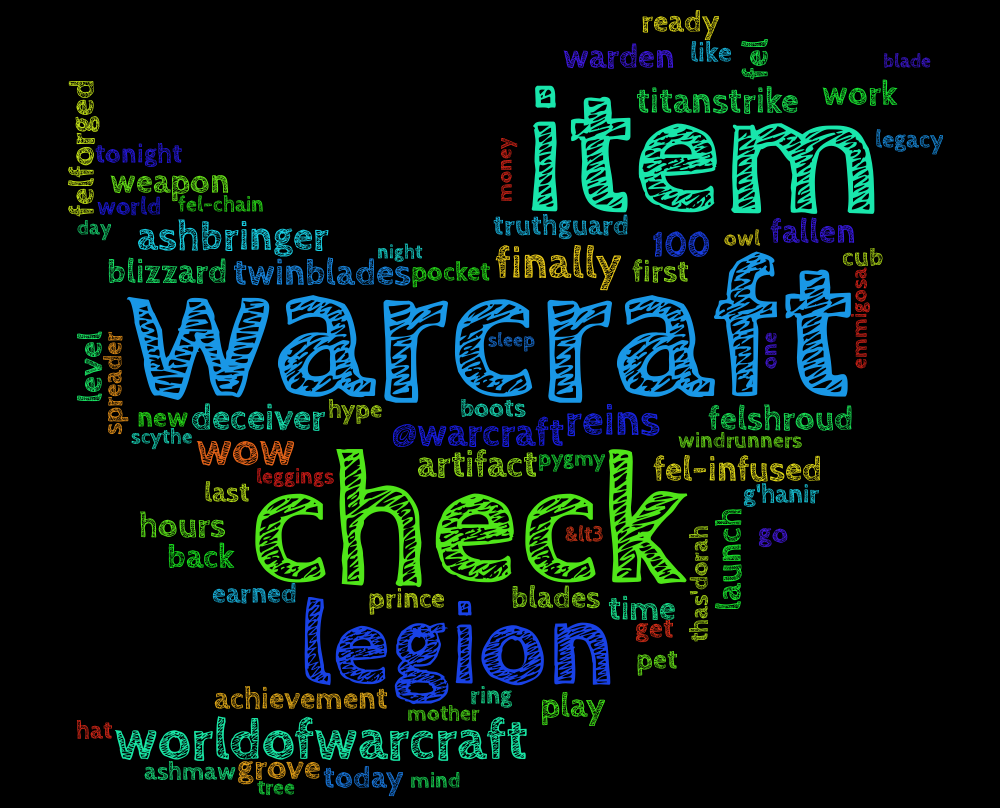 ready
warden like fel
blade
item
titanstrike work
felforged
tonight
money
legacy
weapon
world fel-chain
day
ashbringer
truthguard
100 owl fallen
night
finally
first
cub
blizzard twinblades pocket
warcraft
emmigosa
sleep
one
level
spreader
new deceiver hype
boots
@warcraft reins
felshroud
scythe
wow
windrunners
artifact pygmy
fel-infused
leggings
last
check
g'hanir
hours
&lt3
launch
go
back
thas'dorah
earned
prince
blades
time
get
legion
pet
achievement
ring
mother
play
hat
worldofwarcraft
ashmaw grove today mind
tree